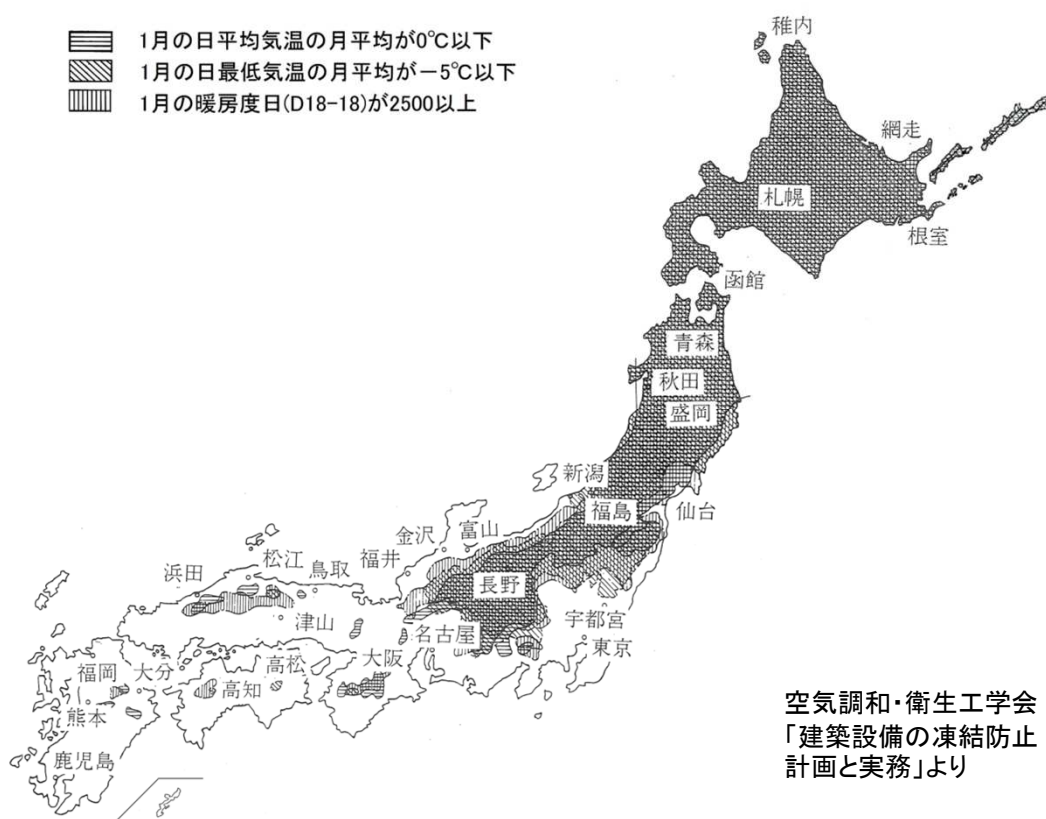 1月の日平均気温の月平均が0℃以下
1月の日最低気温の月平均が－5℃以下
1月の暖房度日(D18-18)が2500以上
稚内
網走
札幌
根室
函館
青森
秋田
盛岡
新潟
仙台
福島
金沢
富山
福井
松江
鳥取
浜田
長野
津山
宇都宮
名古屋
東京
大阪
高松
福岡
大分
高知
熊本
鹿児島
空気調和・衛生工学会
「建築設備の凍結防止
計画と実務」より